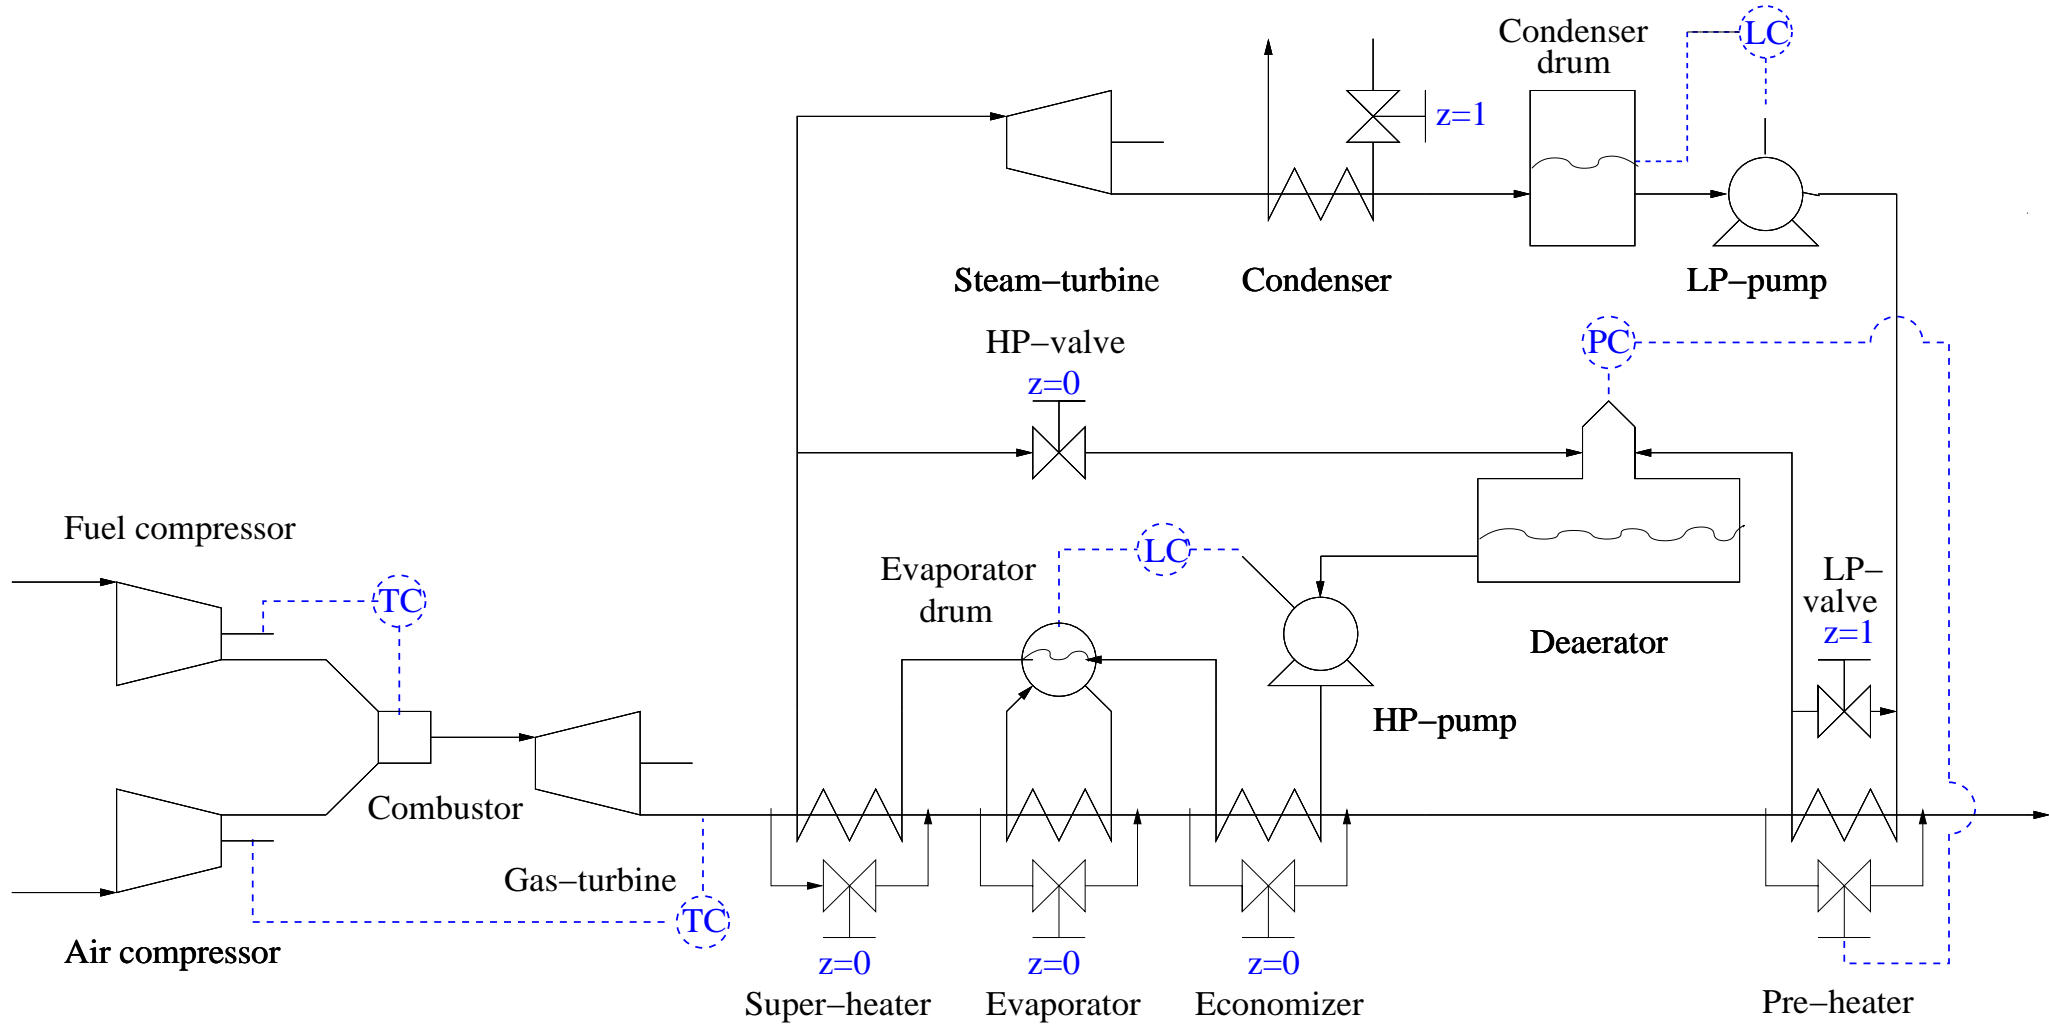 Condenser
drum
LC
z=1
Steam−turbine
Condenser
LP−pump
HP−valve
z=0
PC
Fuel compressor
TC
Evaporator
drum
LC
LP−
valve
z=1
Deaerator
HP−pump
Combustor
Gas−turbine
TC
Air compressor
z=0
z=0
z=0
Super−heater
Evaporator
Economizer
Pre−heater